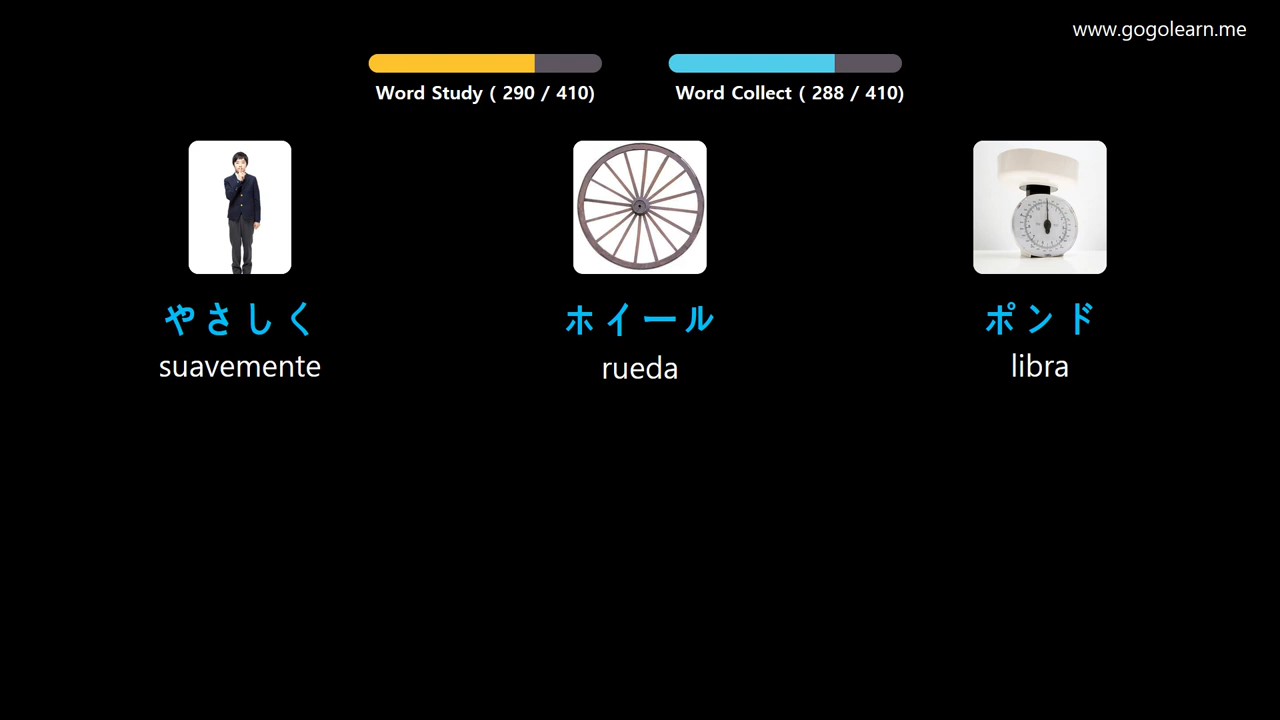 www.gogolearn.me
Word Study ( 290 / 410)
Word Collect ( 288 / 410)
やさしく
suavemente
ホイール
rueda
ポンド
libra